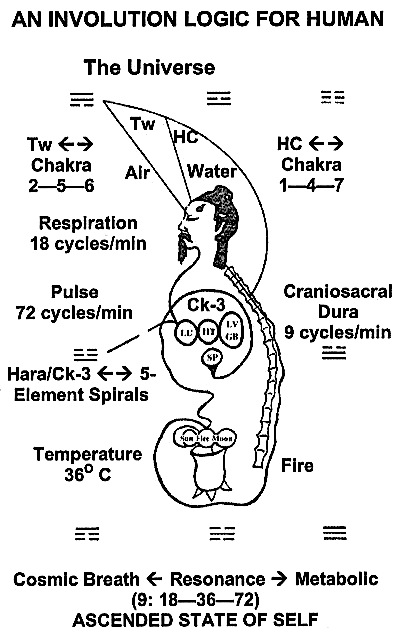 AN INVOLUTION LOGIC FOR HUMAN
The Universe
Tw
HC
Tw ←→
Chakra
2—5—6
HC ←→
Chakra
1—4—7
Air
Water
Respiration
18 cycles/min
Pulse
72 cycles/min
Ck-3
Craniosacral
Dura
9 cycles/min
LU
HT
LV
GB
SP
Hara/Ck-3 ←→ 5-
Element Spirals
Sun Fire Moon
Temperature
36° C
Fire
Cosmic Breath ← Resonance → Metabolic
(9: 18—36—72)
ASCENDED STATE OF SELF